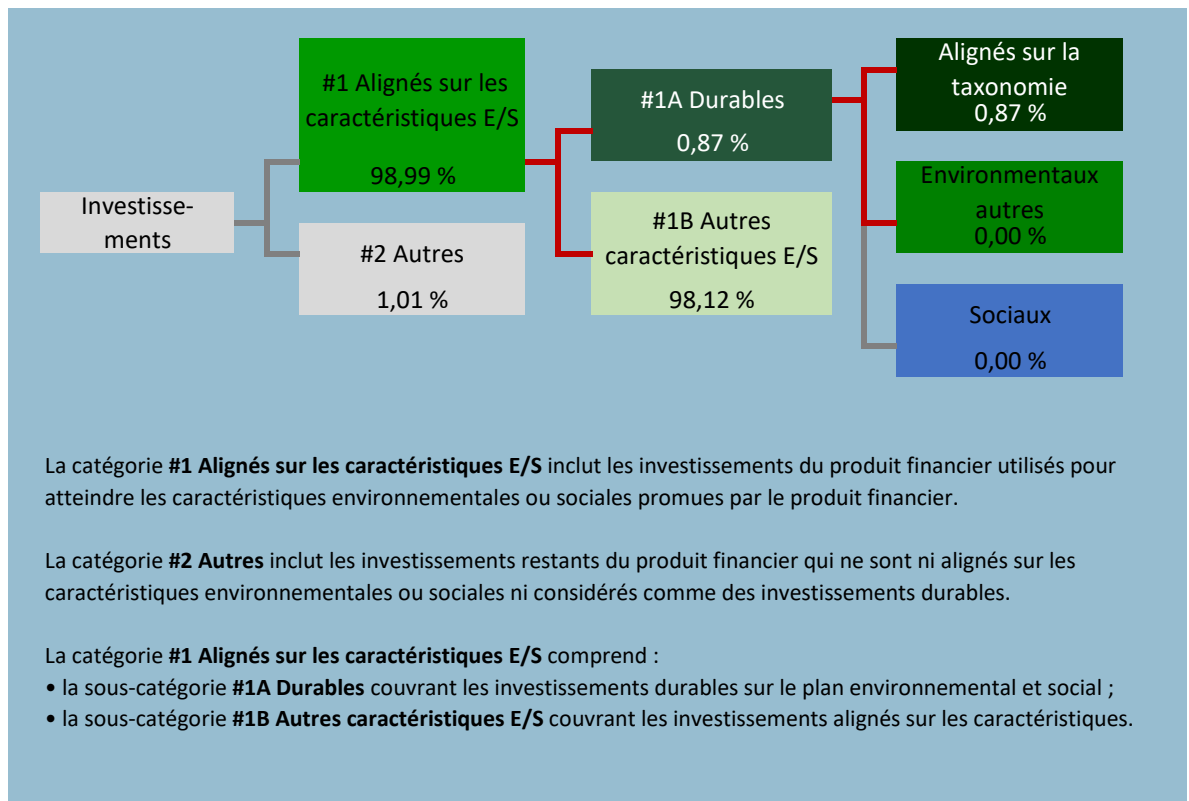 Investisse-
ments
#1 Alignés sur les
caractéristiques E/S
98,99 %
#2 Autres
1,01 %
#1A Durables
0,87 %
#1B Autres
caractéristiques E/S
98,12 %
Alignés sur la
taxonomie
0,87 %
Environmentaux
autres
0,00 %
Sociaux
0,00 %
La catégorie #1 Alignés sur les caractéristiques E/S inclut les investissements du produit financier utilisés pour
atteindre les caractéristiques environnementales ou sociales promues par le produit financier.
La catégorie #2 Autres inclut les investissements restants du produit financier qui ne sont ni alignés sur les
caractéristiques environnementales ou sociales ni considérés comme des investissements durables.
La catégorie #1 Alignés sur les caractéristiques E/S comprend :
• la sous-catégorie #1A Durables couvrant les investissements durables sur le plan environnemental et social ;
• la sous-catégorie #1B Autres caractéristiques E/S couvrant les investissements alignés sur les caractéristiques.